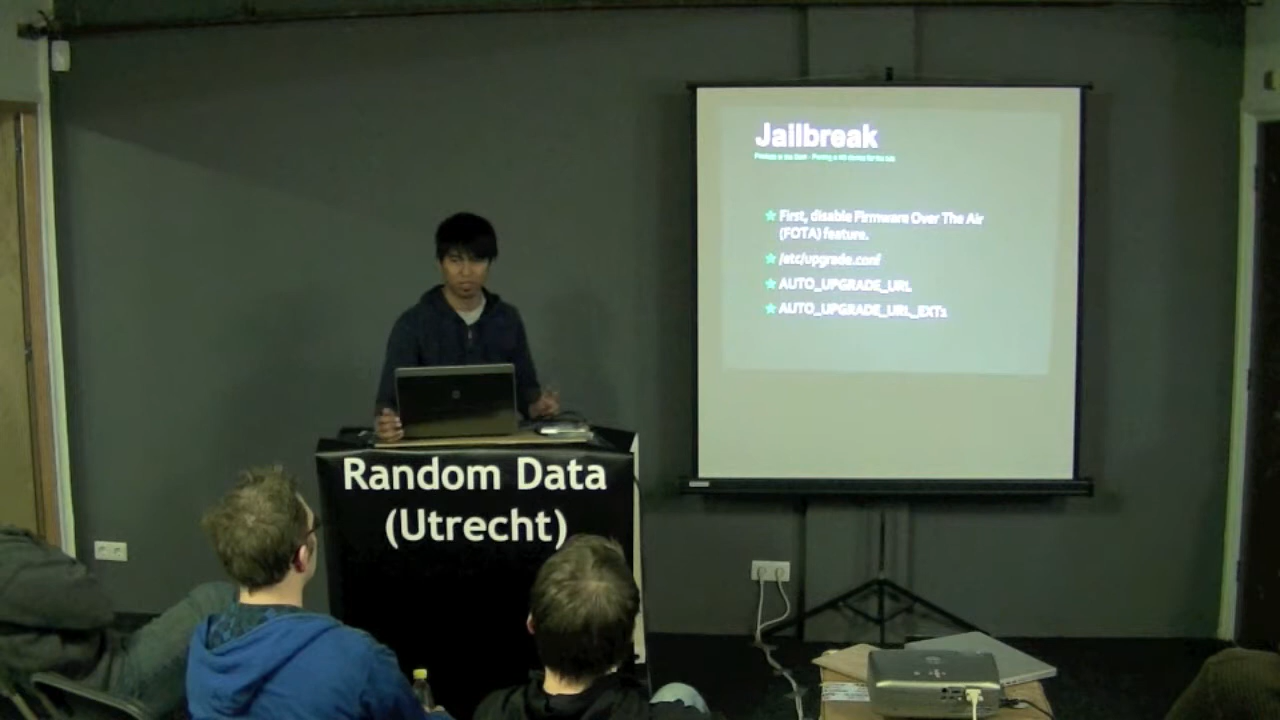 Jailbreak
First, disable Firmware Over The Air
(FOTA) feature.
/etc/upgrade.conf
AUTO_UPGRADE_URL
AUTO_UPGRADE_URL_EXT1
Random Data
(Utrecht)